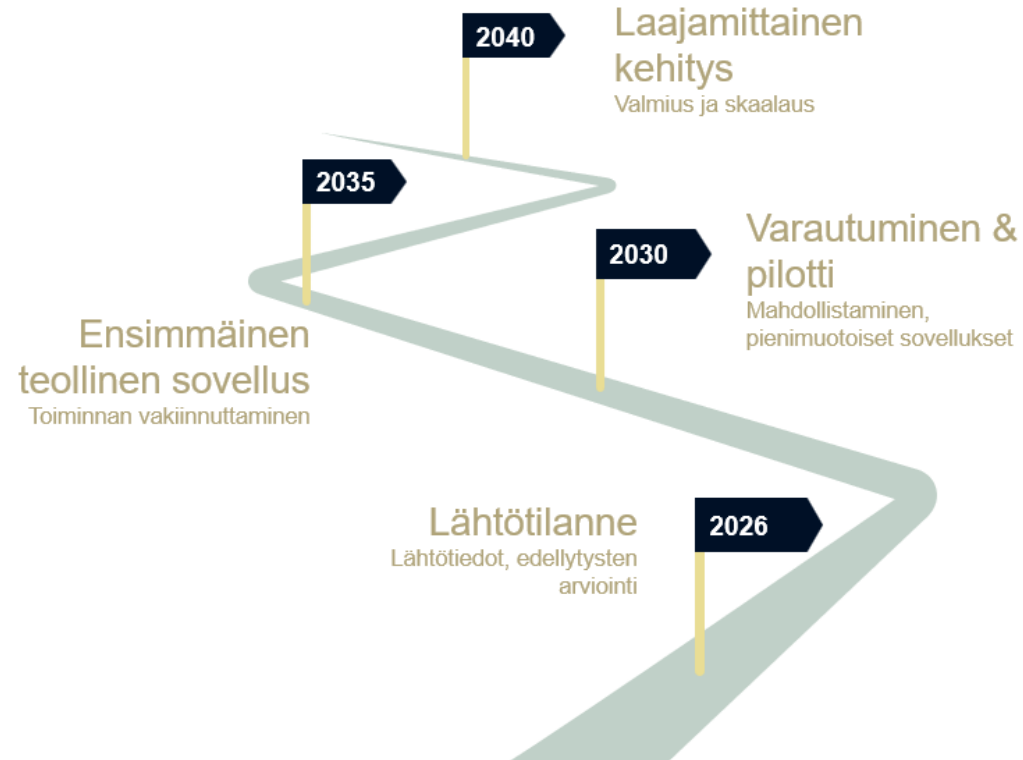 2040
Laajamittainen
kehitys
Valmius ja skaalaus
2035
Ensimmäinen
teollinen sovellus
Toiminnan vakiinnuttaminen
2030
Varautuminen &
pilotti
Mahdollistaminen,
pienimuotoiset sovellukset
2026
Lähtötilanne
Lähtötiedot, edellytysten
arviointi